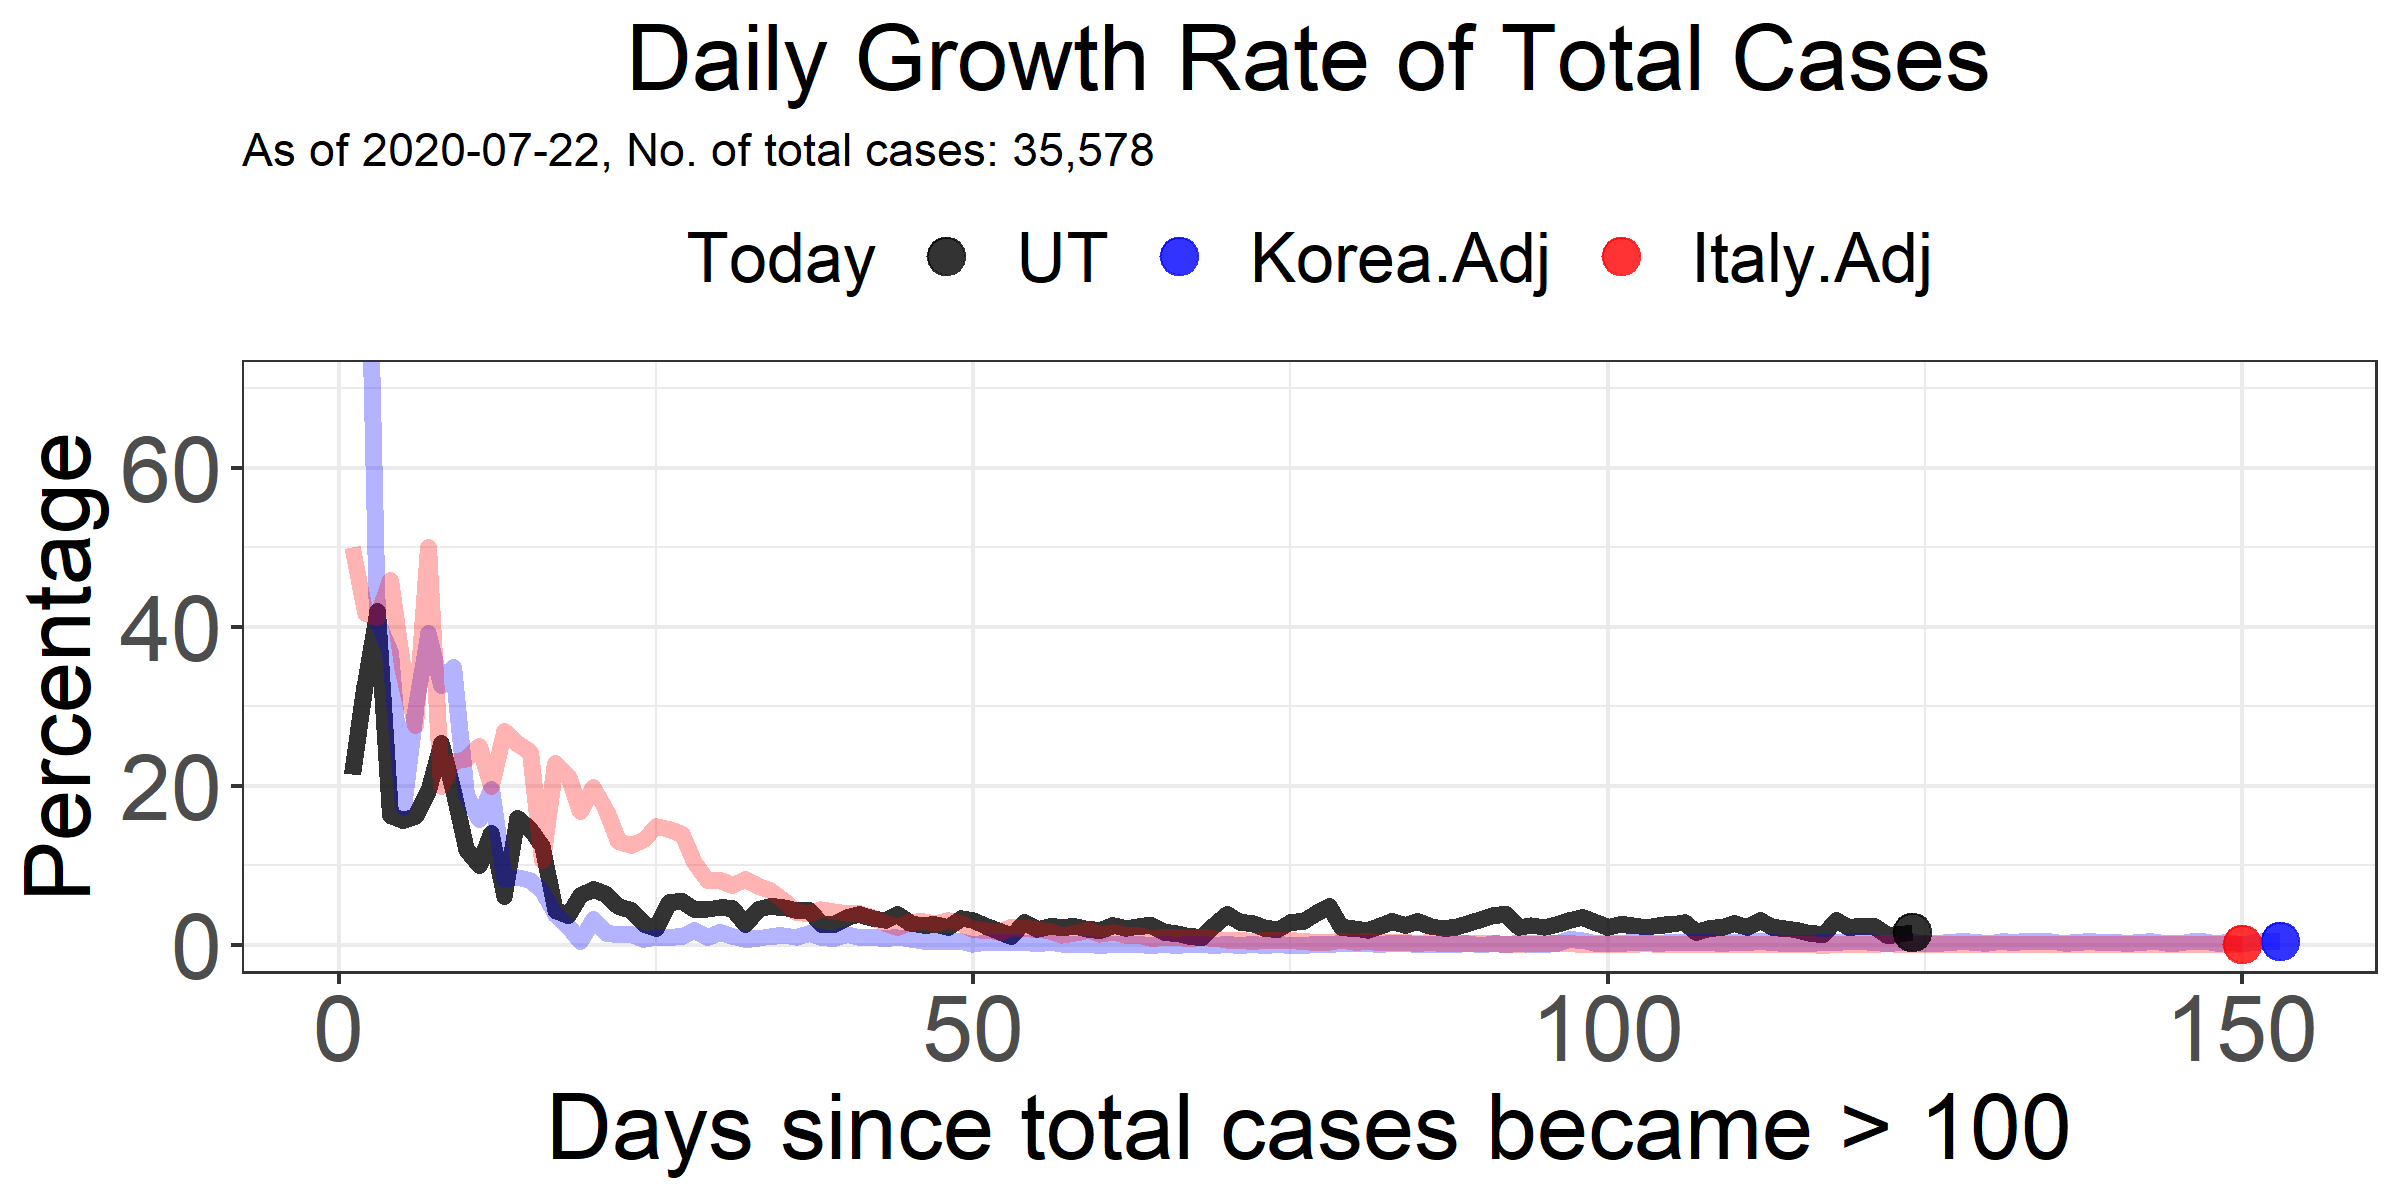 Daily Growth Rate of Total Cases
As of 2020-07-22, No. of total cases: 35,578
Today UT Korea.Adj Italy.Adj
Percentage
60
40
20
0
0 50 100 150
Days since total cases became > 100